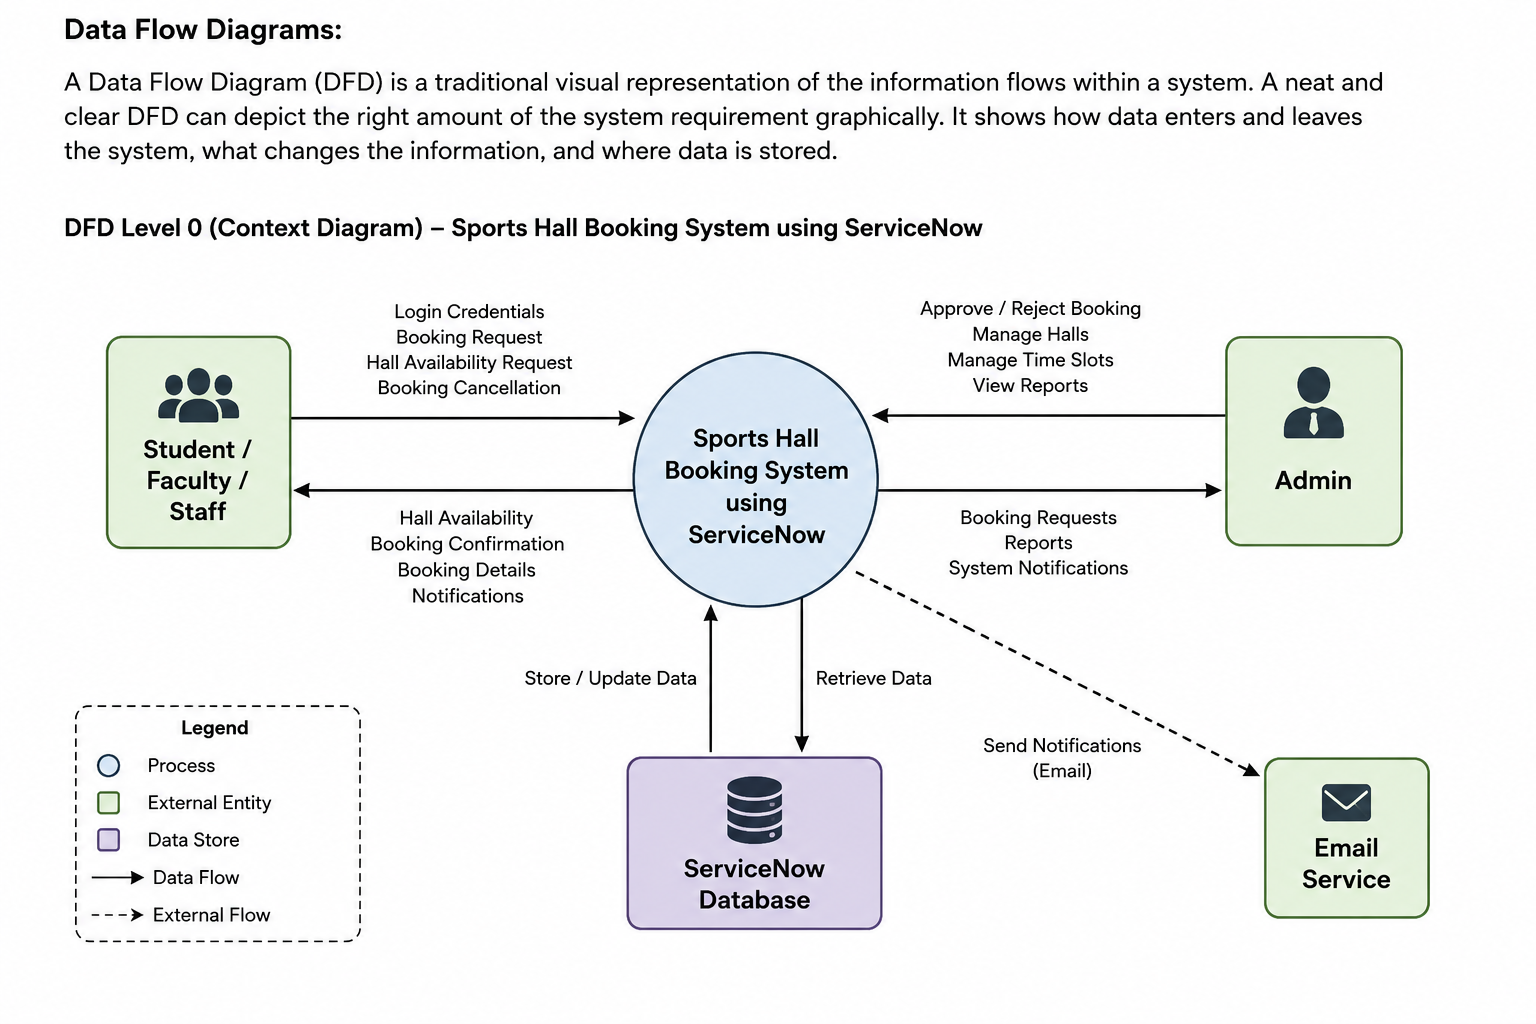 Data Flow Diagrams:
A Data Flow Diagram (DFD) is a traditional visual representation of the information flows within a system. A neat and
clear DFD can depict the right amount of the system requirement graphically. It shows how data enters and leaves
the system, what changes the information, and where data is stored.
DFD Level 0 (Context Diagram) – Sports Hall Booking System using ServiceNow
Login Credentials
Booking Request
Hall Availability Request
Booking Cancellation
Approve / Reject Booking
Manage Halls
Manage Time Slots
View Reports
Student /
Faculty /
Staff
Sports Hall
Booking System
using
ServiceNow
Admin
Hall Availability
Booking Confirmation
Booking Details
Notifications
Booking Requests
Reports
System Notifications
Store / Update Data
Retrieve Data
Send Notifications
(Email)
Legend
Process
External Entity
Data Store
Data Flow
External Flow
ServiceNow
Database
Email
Service